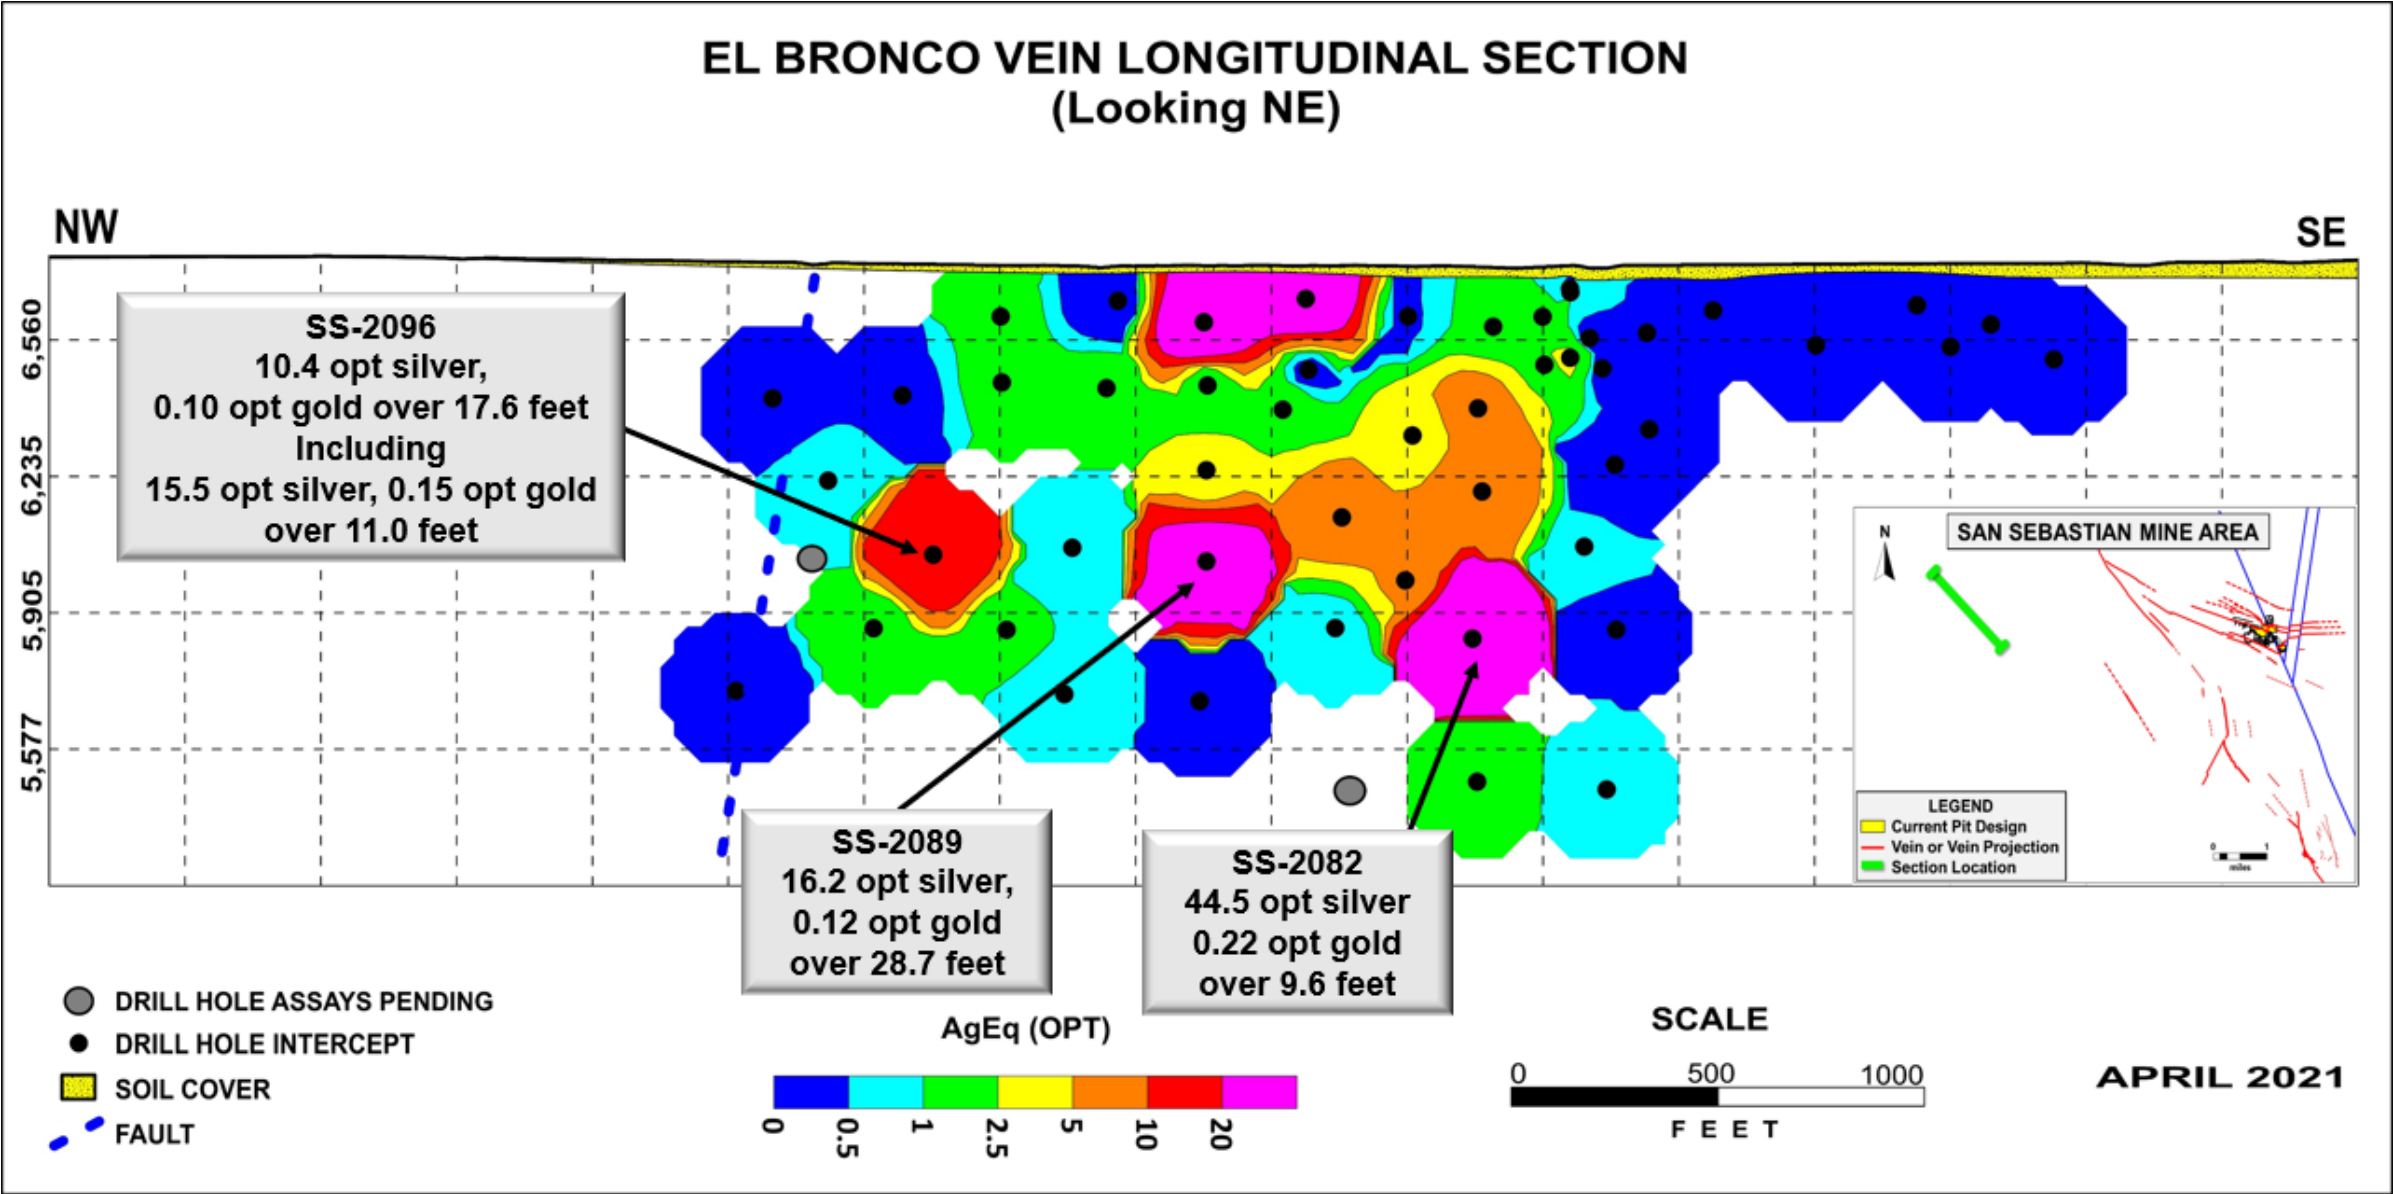 EL BRONCO VEIN LONGITUDINAL SECTION
(Looking NE)
NW
SE
6,560
6,235
5,905
5,577
SS-2096
10.4 opt silver,
0.10 opt gold over 17.6 feet
Including
15.5 opt silver, 0.15 opt gold
over 11.0 feet
SS-2089
16.2 opt silver,
0.12 opt gold
over 28.7 feet
SS-2082
44.5 opt silver
0.22 opt gold
over 9.6 feet
N
SAN SEBASTIAN MINE AREA
LEGEND
Current Pit Design
Vein or Vein Projection
Section Location
0 1
miles
DRILL HOLE ASSAYS PENDING
DRILL HOLE INTERCEPT
SOIL COVER
FAULT
AgEq (OPT)
0 0.5 1 2.5 5 10 20
SCALE
0 500 1000
FEET
APRIL 2021